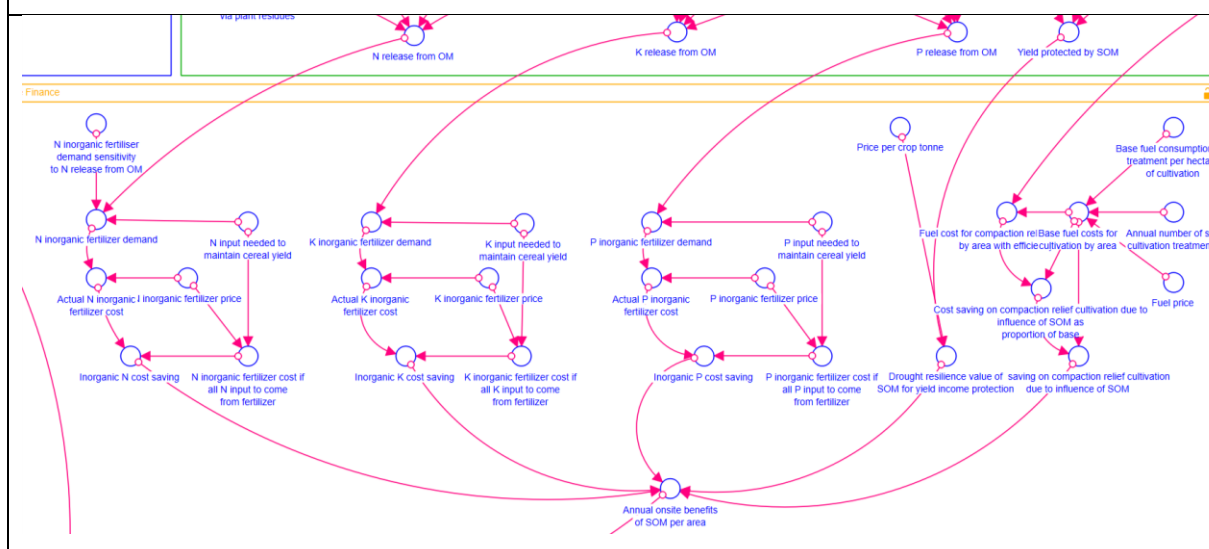 via plant residues
N release from OM
K release from OM
P release from OM
Yield protected by SOM
Finance
N inorganic fertiliser
demand sensitivity
to N release from OM
Price per crop tonne
Base fuel consumption
treatment per hecta
of cultivation
N inorganic fertilizer demand
N input needed to
maintain cereal yield
K inorganic fertilizer demand
K input needed to
maintain cereal yield
P inorganic fertilizer demand
P input needed to
maintain cereal yield
Fuel cost for compaction rel
by area with efficie
Base fuel costs for
cultivation by area
Annual number of s
cultivation treatmen
Actual N inorganic
fertilizer cost
inorganic fertilizer price
Actual K inorganic
fertilizer cost
K inorganic fertilizer price
Actual P inorganic
fertilizer cost
P inorganic fertilizer price
Fuel price
Cost saving on compaction relief cultivation due to
influence of SOM as
proportion of base
Inorganic N cost saving
N inorganic fertilizer cost if
all N input to come
from fertilizer
Inorganic K cost saving
K inorganic fertilizer cost if
all K input to come
from fertilizer
Inorganic P cost saving
P inorganic fertilizer cost if
all P input to come
from fertilizer
Drought resilience value of
SOM for yield income protection
saving on compaction relief cultivation
due to influence of SOM
Annual onsite benefits
of SOM per area